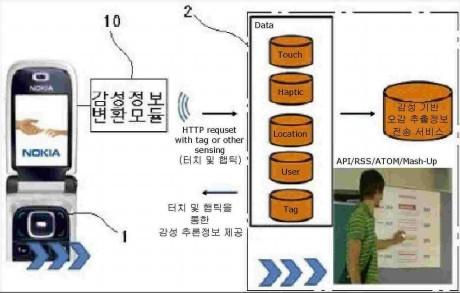 10
2
Data
NOKIA
감성정보
변환모듈
Touch
Haptic
HTTP requset
with tag or other
sensing
(터치 및 햅틱)
Location
감성 기반
오감 추출정보
전송 서비스
API/RSS/ATOM/Mash-Up
NOKIA
User
터치 및 햅틱을
통한
감성 추론정보 제공
Tag
1